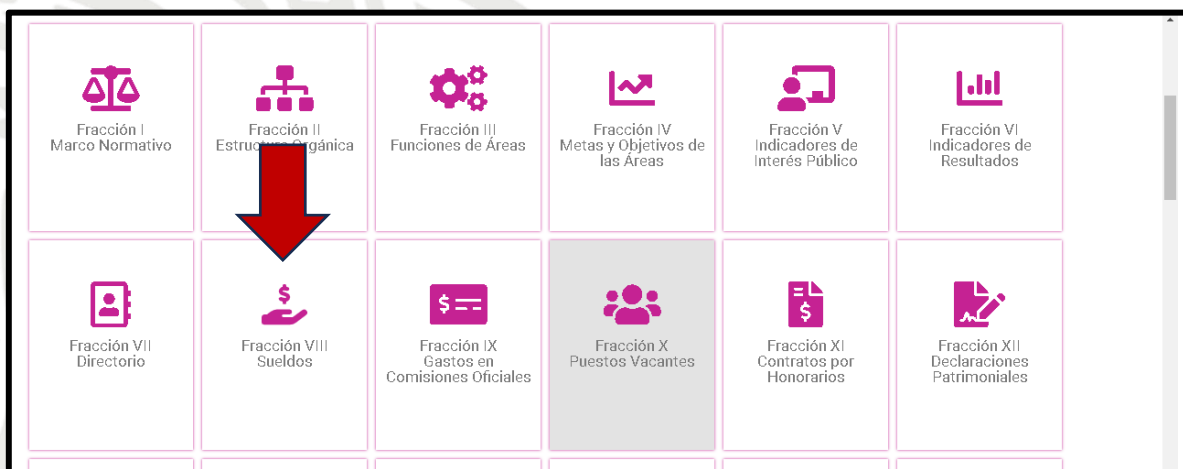 Fracción I
Marco Normativo
Fracción II
Estructura Orgánica
Fracción III
Funciones de Áreas
Fracción IV
Metas y Objetivos de
las Áreas
Fracción V
Indicadores de
Interés Público
Fracción VI
Indicadores de
Resultados
Fracción VII
Directorio
Fracción VIII
Sueldos
Fracción IX
Gastos en
Comisiones Oficiales
Fracción X
Puestos Vacantes
Fracción XI
Contratos por
Honorarios
Fracción XII
Declaraciones
Patrimoniales